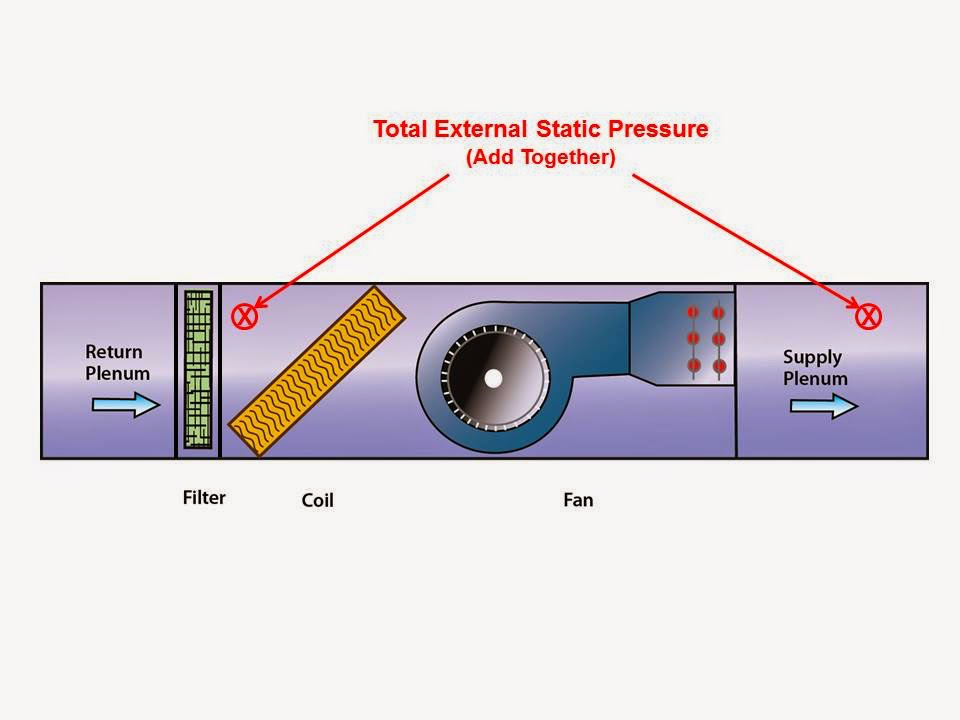 Total External Static Pressure
(Add Together)
X
X
Return
Plenum
Supply
Plenum
Filter
Coil
Fan